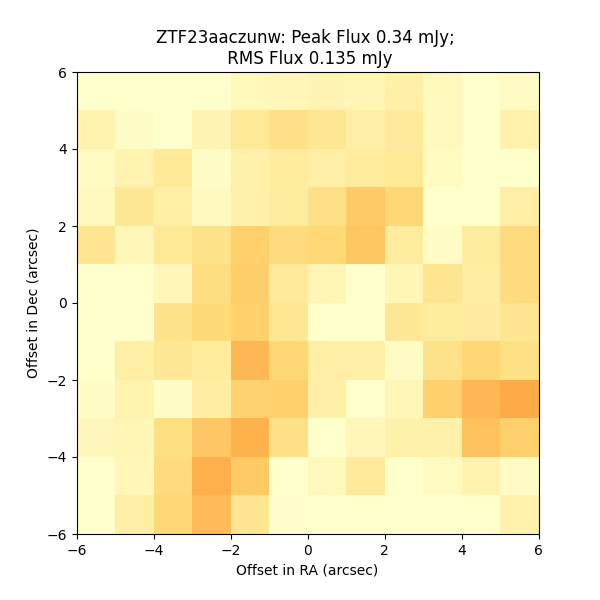 ZTF23aaczunw: Peak Flux 0.34 mJy;
RMS Flux 0.135 mJy
6
4
2
0
−2
−4
−6
Offset in Dec (arcsec)
−6 −4 −2 0 2 4 6
Offset in RA (arcsec)